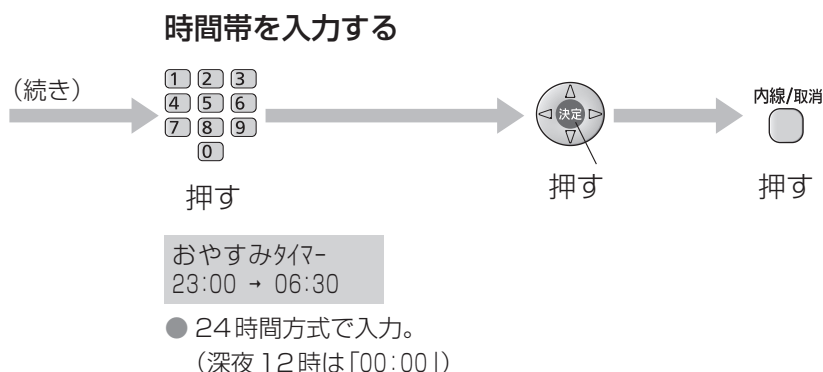 時間帯を入力する
(続き)
1 2 3
4 5 6
7 8 9
0
押す
決定
押す
内線/取消
押す
おやすみタイマー
23:00 → 06:30
● 24時間方式で入力。
(深夜12時は「00:00」)